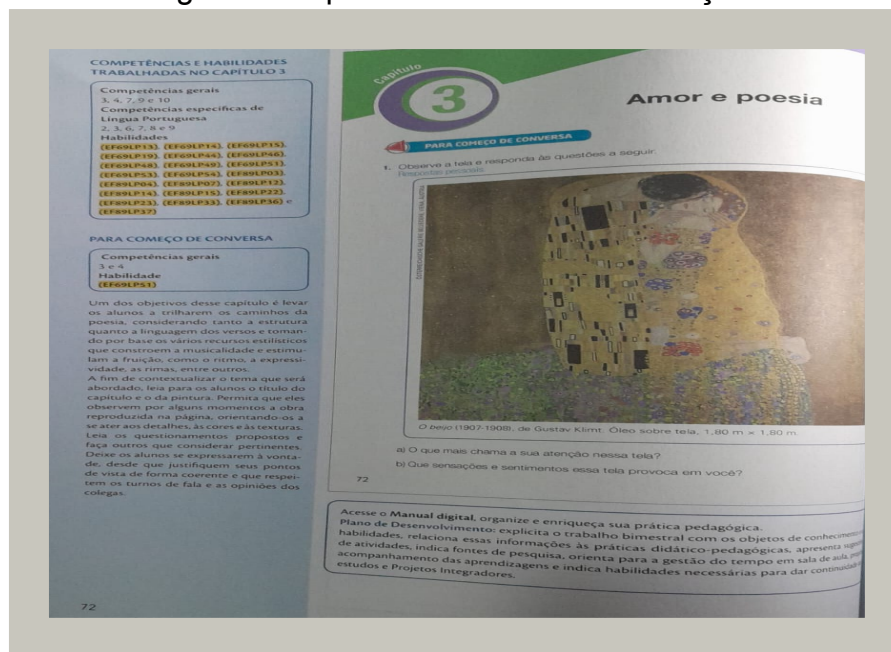 COMPETÊNCIAS E HABILIDADES
TRABALHADAS NO CAPÍTULO 3
Competências gerais
3, 4, 7, 9 e 10
Competências específicas de
Língua Portuguesa
2, 3, 6, 7, 8 e 9
Habilidades
(EF69LP13), (EF69LP14), (EF69LP15),
(EF69LP19), (EF69LP44), (EF69LP46),
(EF69LP48), (EF69LP49), (EF69LP51),
(EF69LP53), (EF69LP54), (EF89LP03),
(EF89LP04), (EF89LP07), (EF89LP12),
(EF89LP14), (EF89LP15), (EF89LP22),
(EF89LP23), (EF89LP33), (EF89LP36) e
(EF89LP37)
PARA COMEÇO DE CONVERSA
Competências gerais
3 e 4
Habilidade
(EF69LP51)
Um dos objetivos desse capítulo é levar
os alunos a trilharem os caminhos da
poesia, considerando tanto a estrutura
quanto a linguagem dos versos e toman-
do por base os vários recursos estilísticos
que constroem a musicalidade e estimu-
lam a fruição, como o ritmo, a expressi-
vidade, as rimas, entre outros.
A fim de contextualizar o tema que será
abordado, leia para os alunos o título do
capítulo e o da pintura. Permita que eles
observem por alguns momentos a obra
reproduzida na página, orientando-os a
se ater aos detalhes, às cores e às texturas.
Leia os questionamentos propostos e
faça outros que considerar pertinentes.
Deixe os alunos se expressarem à vonta-
de, desde que justifiquem seus pontos
de vista de forma coerente e que respei-
tem os turnos de fala e as opiniões dos
colegas.
72
Capítulo
3
Amor e poesia
PARA COMEÇO DE CONVERSA
1. Observe a tela e responda às questões a seguir.
Respostas pessoais.
O beijo (1907-1908), de Gustav Klimt. Óleo sobre tela, 1,80 m × 1,80 m.
a) O que mais chama a sua atenção nessa tela?
b) Que sensações e sentimentos essa tela provoca em você?
72
Acesse o Manual digital, organize e enriqueça sua prática pedagógica.
Plano de Desenvolvimento: explicita o trabalho bimestral com os objetos de conhecimento
habilidades, relaciona essas informações às práticas didático-pedagógicas, apresenta
de atividades, indica fontes de pesquisa, orienta para a gestão do tempo em sala de aula,
acompanhamento das aprendizagens e indica habilidades necessárias para dar continuidade
estudos e Projetos Integradores.